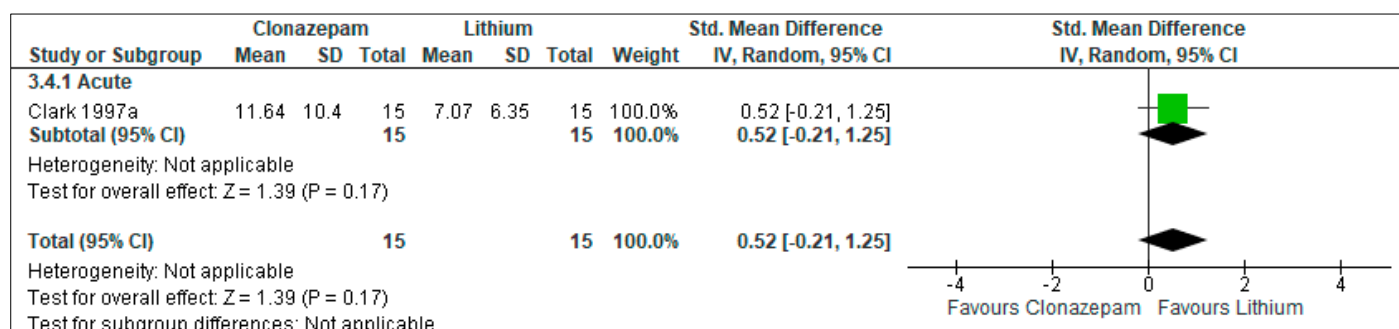 Clonazepam Lithium Std. Mean Difference Std. Mean Difference
Study or Subgroup Mean SD Total Mean SD Total Weight IV, Random, 95% CI IV, Random, 95% CI
3.4.1 Acute
Clark 1997a 11.64 10.4 15 7.07 6.35 15 100.0% 0.52 [-0.21, 1.25]
Subtotal (95% CI) 15 15 100.0% 0.52 [-0.21, 1.25]
Heterogeneity: Not applicable
Test for overall effect: Z = 1.39 (P = 0.17)
Total (95% CI) 15 15 100.0% 0.52 [-0.21, 1.25]
Heterogeneity: Not applicable
Test for overall effect: Z = 1.39 (P = 0.17)
Test for subgroup differences: Not applicable
-4 -2 0 2 4
Favours Clonazepam Favours Lithium